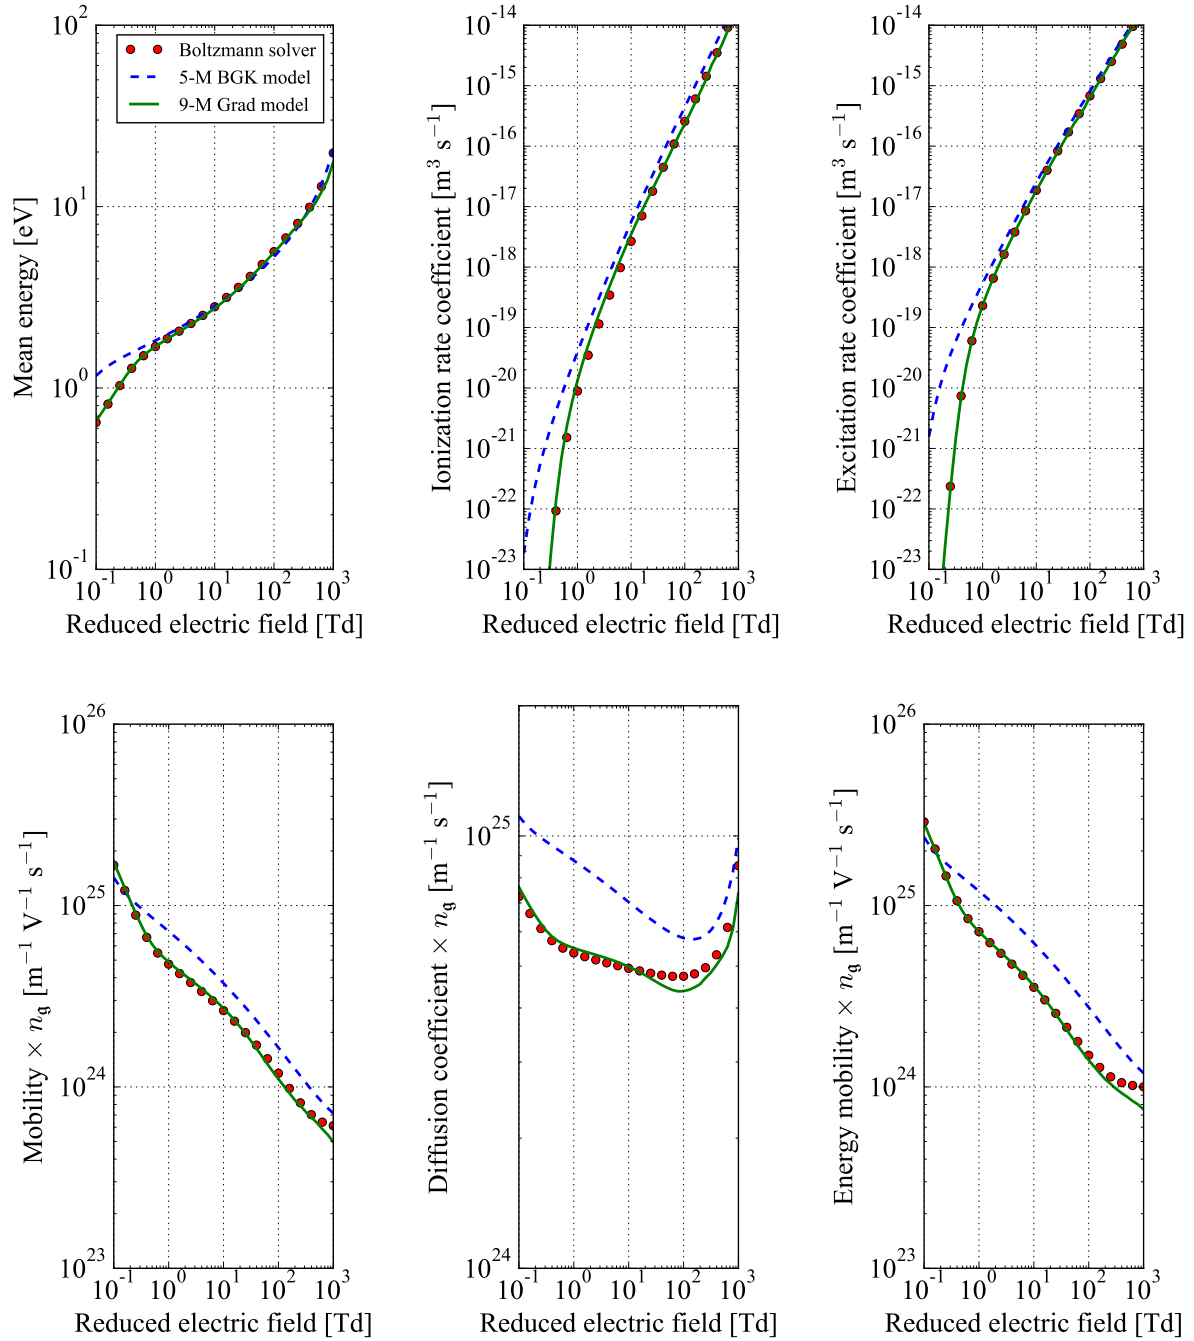 10^2
10^1
10^0
10^-1
Mean energy [eV]
Boltzmann solver
5-M BGK model
9-M Grad model
10^-1 10^0 10^1 10^2 10^3
Reduced electric field [Td]
10^-14
10^-15
10^-16
10^-17
10^-18
10^-19
10^-20
10^-21
10^-22
10^-23
Ionization rate coefficient [m^3 s^−1]
10^-1 10^0 10^1 10^2 10^3
Reduced electric field [Td]
10^-14
10^-15
10^-16
10^-17
10^-18
10^-19
10^-20
10^-21
10^-22
10^-23
Excitation rate coefficient [m^3 s^−1]
10^-1 10^0 10^1 10^2 10^3
Reduced electric field [Td]
10^26
10^25
10^24
10^23
Mobility × n_g [m^−1 V^−1 s^−1]
10^-1 10^0 10^1 10^2 10^3
Reduced electric field [Td]
10^25
10^24
Diffusion coefficient × n_g [m^−1 s^−1]
10^-1 10^0 10^1 10^2 10^3
Reduced electric field [Td]
10^26
10^25
10^24
10^23
Energy mobility × n_g [m^−1 V^−1 s^−1]
10^-1 10^0 10^1 10^2 10^3
Reduced electric field [Td]